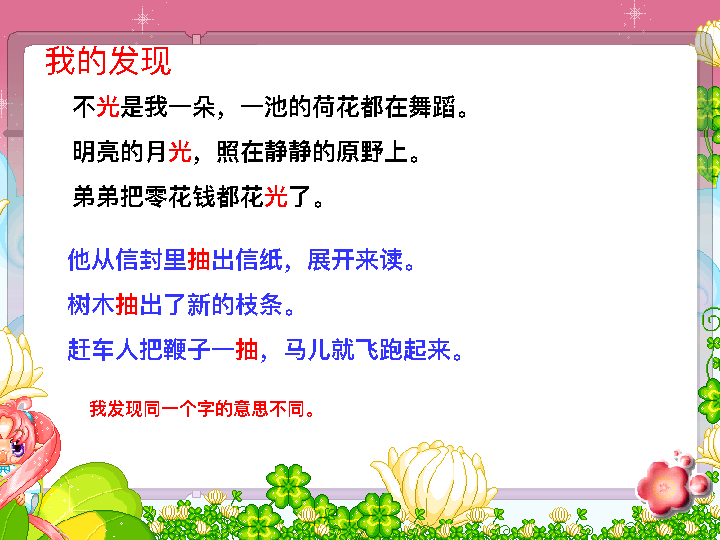 我的发现
不光是我一朵，一池的荷花都在舞蹈。
明亮的月光，照在静静的原野上。
弟弟把零花钱都花光了。
他从信封里抽出信纸，展开来读。
树木抽出了新的枝条。
赶车人把鞭子一抽，马儿就飞跑起来。
我发现同一个字的意思不同。